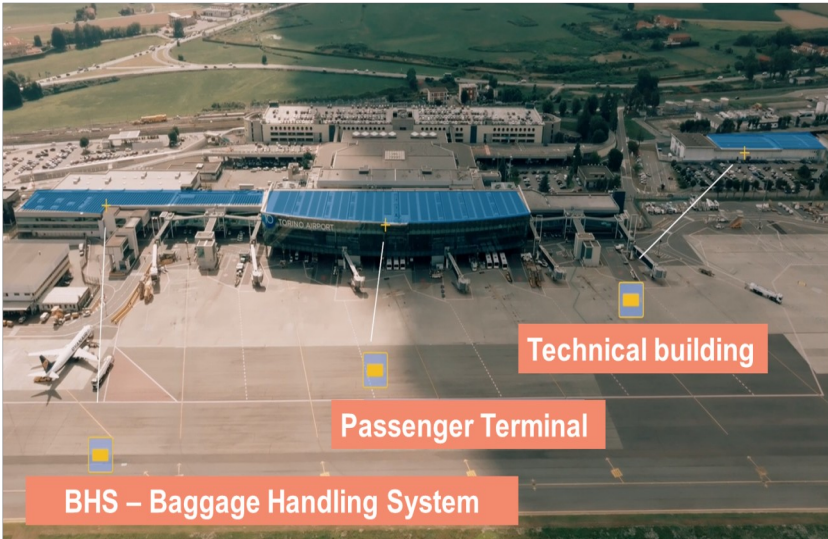 TORINO AIRPORT
Technical building
Passenger Terminal
BHS – Baggage Handling System